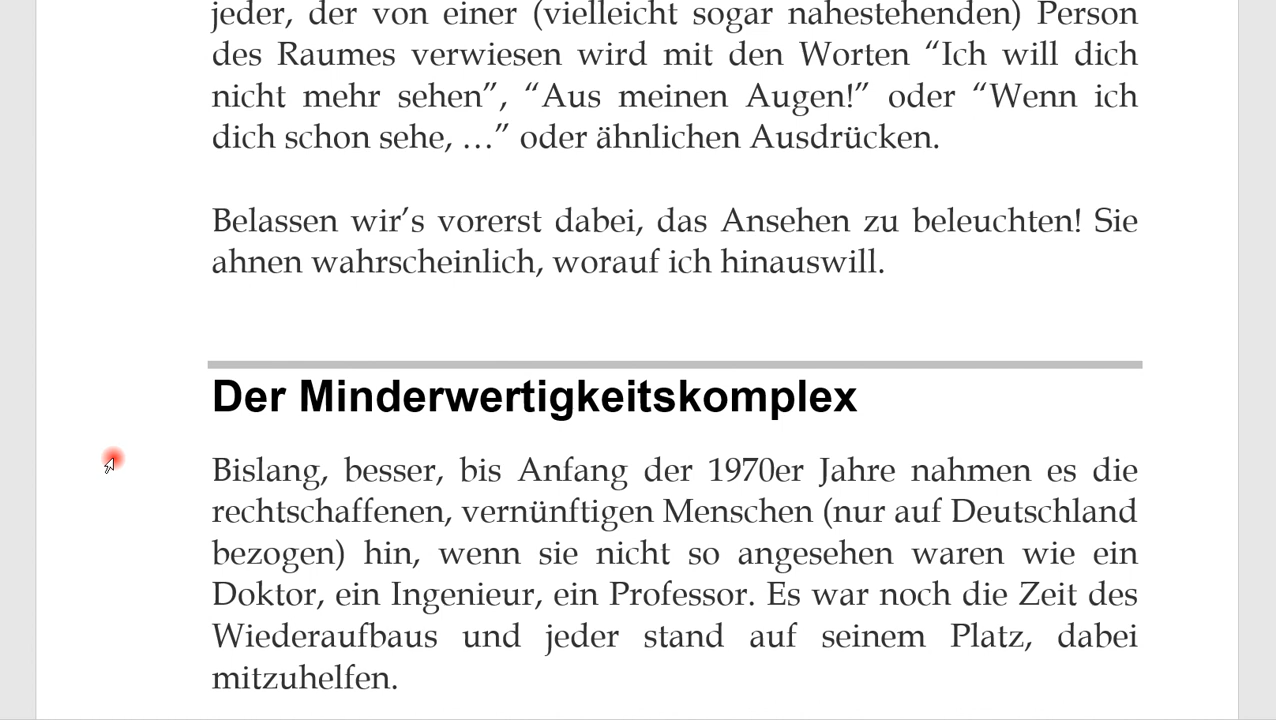 jeder, der von einer (vielleicht sogar nahestehenden) Person
des Raumes verwiesen wird mit den Worten “Ich will dich
nicht mehr sehen”, “Aus meinen Augen!” oder “Wenn ich
dich schon sehe, …” oder ähnlichen Ausdrücken.
Belassen wir’s vorerst dabei, das Ansehen zu beleuchten! Sie
ahnen wahrscheinlich, worauf ich hinauswill.
Der Minderwertigkeitskomplex
Bislang, besser, bis Anfang der 1970er Jahre nahmen es die
rechtschaffenen, vernünftigen Menschen (nur auf Deutschland
bezogen) hin, wenn sie nicht so angesehen waren wie ein
Doktor, ein Ingenieur, ein Professor. Es war noch die Zeit des
Wiederaufbaus und jeder stand auf seinem Platz, dabei
mitzuhelfen.